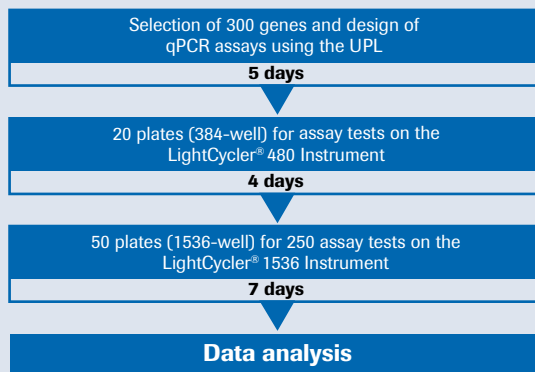 Selection of 300 genes and design of
qPCR assays using the UPL
5 days
20 plates (384-well) for assay tests on the
LightCycler® 480 Instrument
4 days
50 plates (1536-well) for 250 assay tests on the
LightCycler® 1536 Instrument
7 days
Data analysis